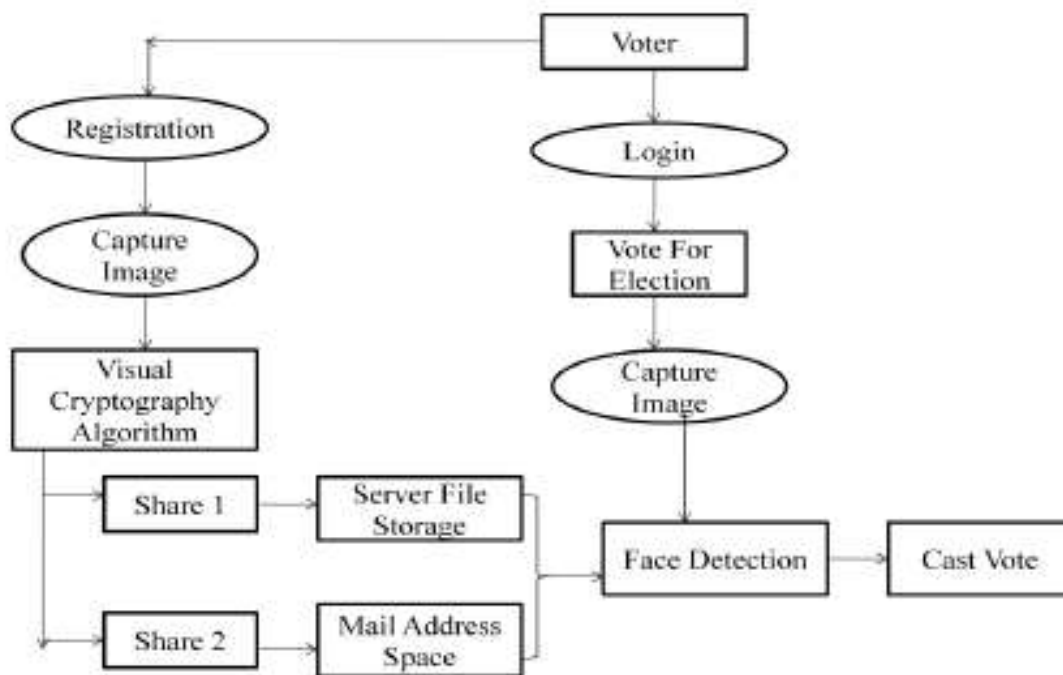 Voter
Registration
Login
Capture
Image
Vote For
Election
Visual
Cryptography
Algorithm
Capture
Image
Share 1
Server File
Storage
Face Detection
Cast Vote
Share 2
Mail Address
Space